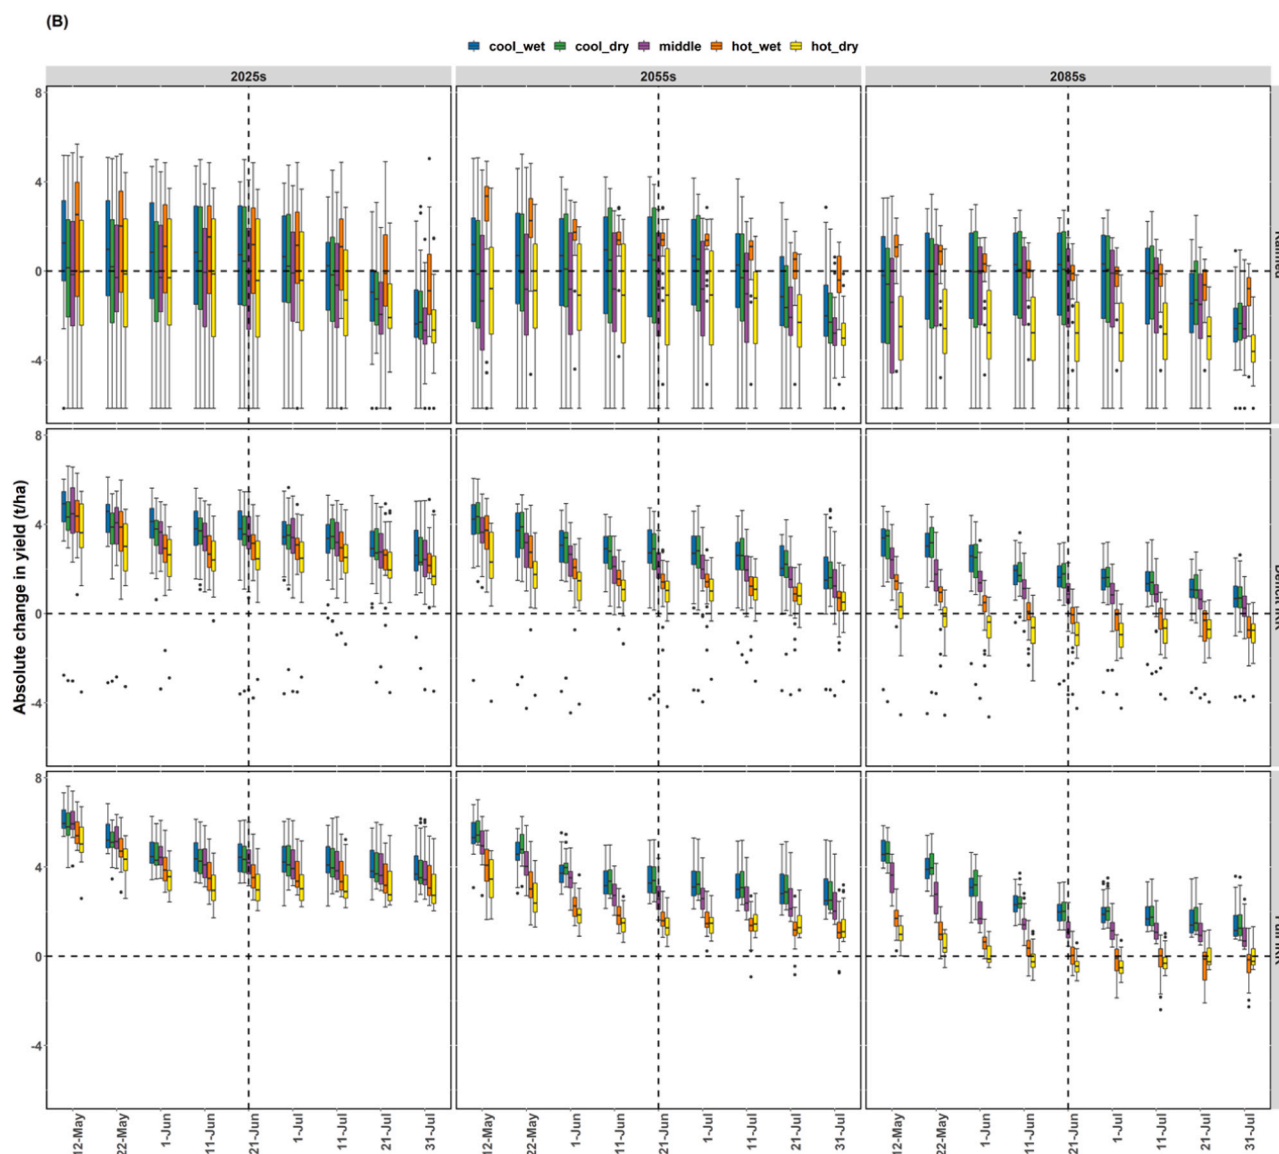 (B)
cool_wet cool_dry middle hot_wet hot_dry
2025s 2055s 2085s
Absolute change in yield (t/ha)
8
4
0
-4
8
4
0
-4
8
4
0
-4
12-May 22-May 1-Jun 11-Jun 21-Jun 1-Jul 11-Jul 21-Jul 31-Jul 12-May 22-May 1-Jun 11-Jun 21-Jun 1-Jul 11-Jul 21-Jul 31-Jul 12-May 22-May 1-Jun 11-Jun 21-Jun 1-Jul 11-Jul 21-Jul 31-Jul